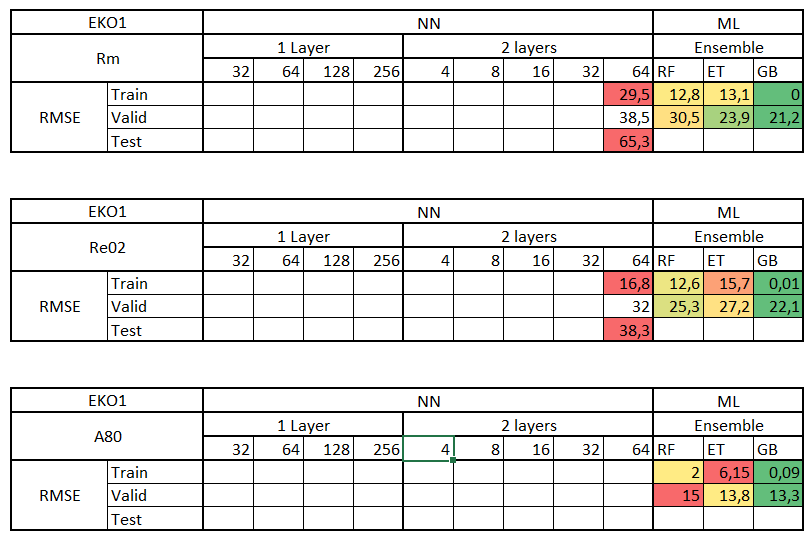 EKO1 NN ML
Rm 1 Layer 2 layers Ensemble
32 64 128 256 4 8 16 32 64 RF ET GB
RMSE Train 29,5 12,8 13,1 0
Valid 38,5 30,5 23,9 21,2
Test 65,3
EKO1 NN ML
Re02 1 Layer 2 layers Ensemble
32 64 128 256 4 8 16 32 64 RF ET GB
RMSE Train 16,8 12,6 15,7 0,01
Valid 32 25,3 27,2 22,1
Test 38,3
EKO1 NN ML
A80 1 Layer 2 layers Ensemble
32 64 128 256 4 8 16 32 64 RF ET GB
RMSE Train 2 6,15 0,09
Valid 15 13,8 13,3
Test